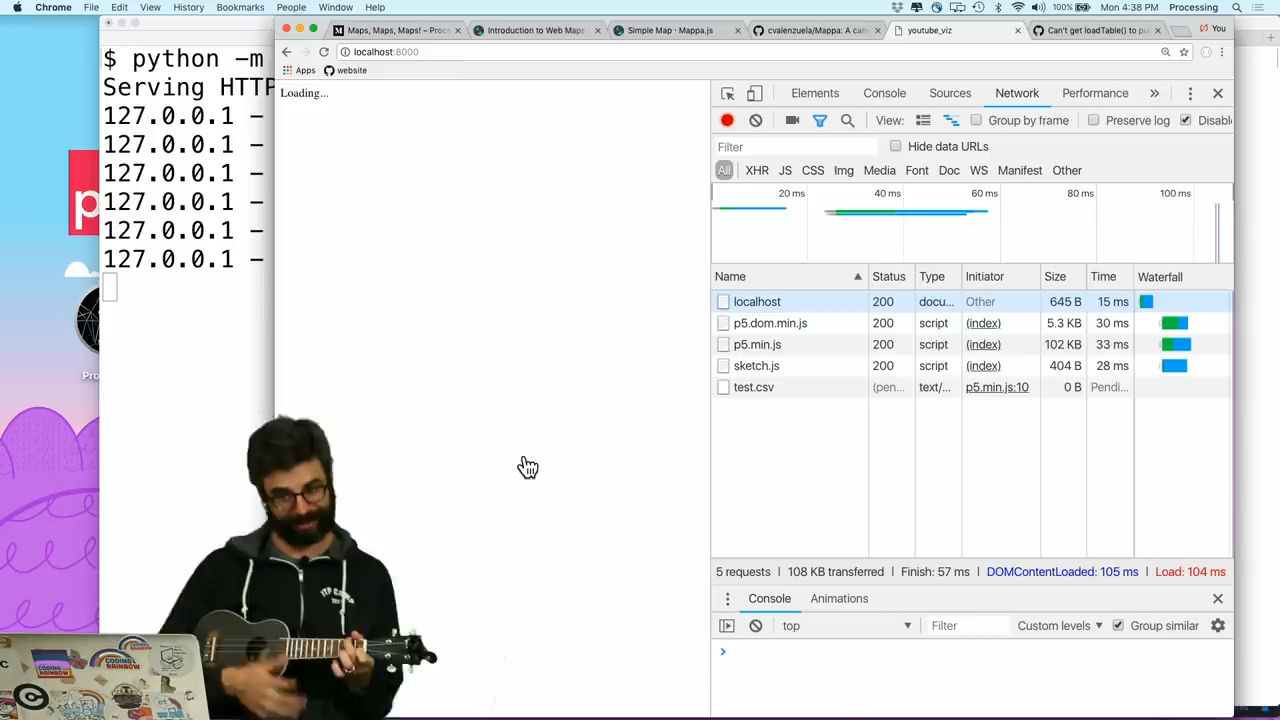 Chrome File Edit View History Bookmarks People Window Help
100% Mon 4:38 PM Processing
Maps, Maps, Maps! – Proce
Introduction to Web Maps
Simple Map · Mappa.js
cvalenzuela/Mappa: A can
youtube_viz
Can't get loadTable() to pu
You
localhost:8000
Apps
website
$ python -m
Serving HTTP
127.0.0.1 –
127.0.0.1 –
127.0.0.1 –
127.0.0.1 –
127.0.0.1 –
127.0.0.1 –
p
Pro
Loading...
Elements Console Sources Network Performance »
View: Group by frame Preserve log Disabl
Filter Hide data URLs
All XHR JS CSS Img Media Font Doc WS Manifest Other
20 ms 40 ms 60 ms 80 ms 100 ms
Name Status Type Initiator Size Time Waterfall
localhost 200 docu... Other 645 B 15 ms
p5.dom.min.js 200 script (index) 5.3 KB 30 ms
p5.min.js 200 script (index) 102 KB 33 ms
sketch.js 200 script (index) 404 B 28 ms
test.csv (pen... text/... p5.min.js:10 0 B Pendi...
5 requests | 108 KB transferred | Finish: 57 ms | DOMContentLoaded: 105 ms | Load: 104 ms
Console Animations
top Filter Custom levels Group similar
ITP
CODING
RAINBOW